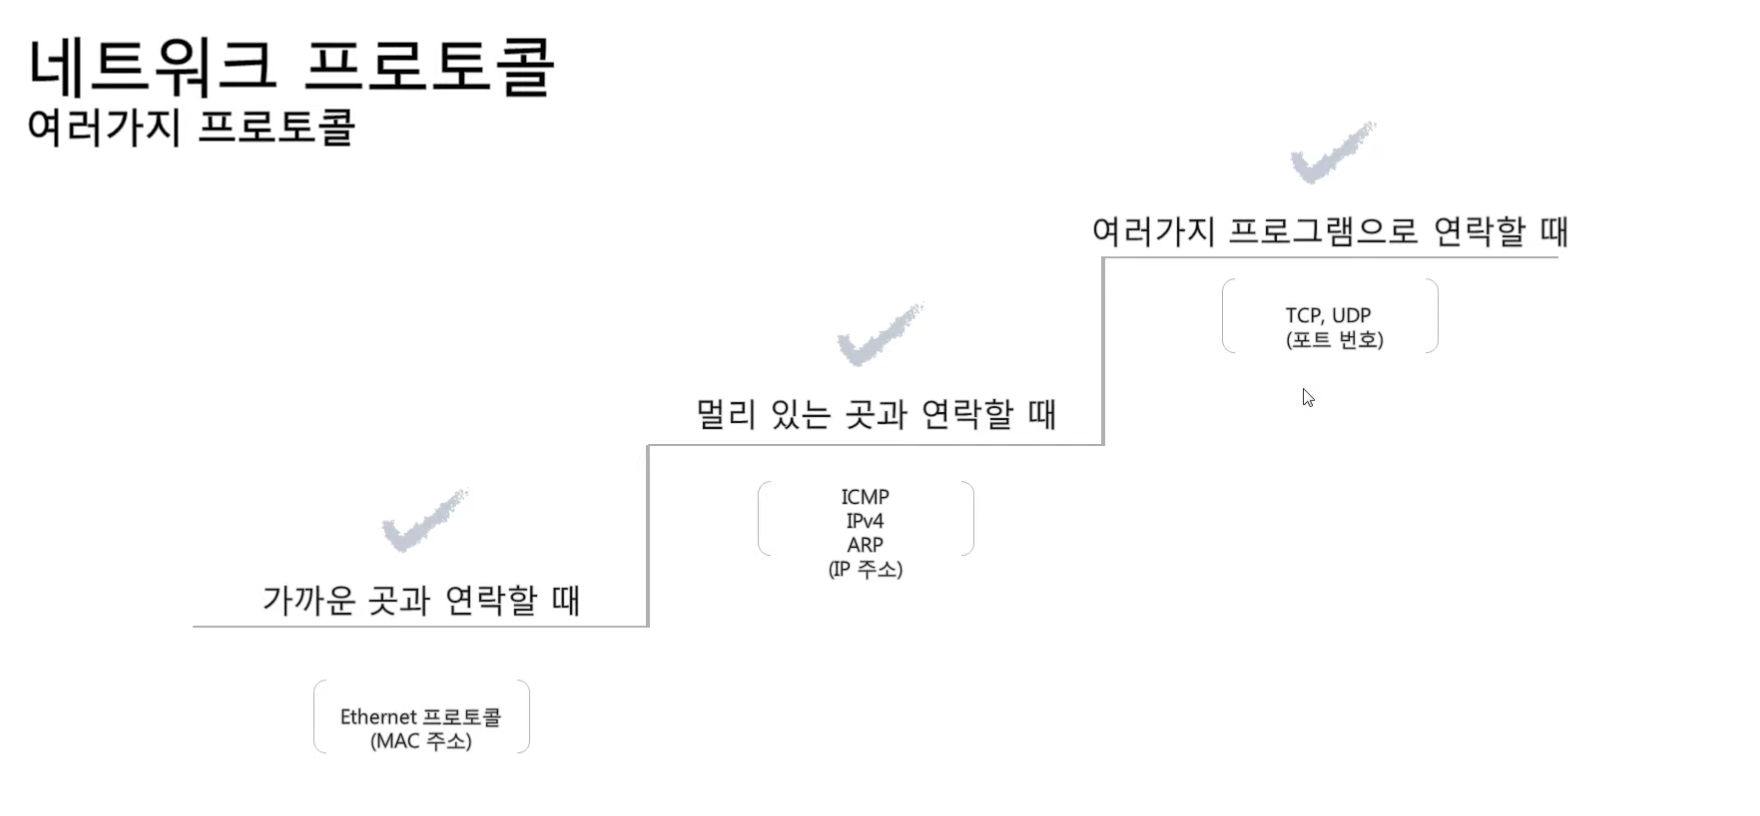 네트워크 프로토콜
여러가지 프로토콜
여러가지 프로그램으로 연락할 때
TCP, UDP
(포트 번호)
멀리 있는 곳과 연락할 때
ICMP
IPv4
ARP
(IP 주소)
가까운 곳과 연락할 때
Ethernet 프로토콜
(MAC 주소)